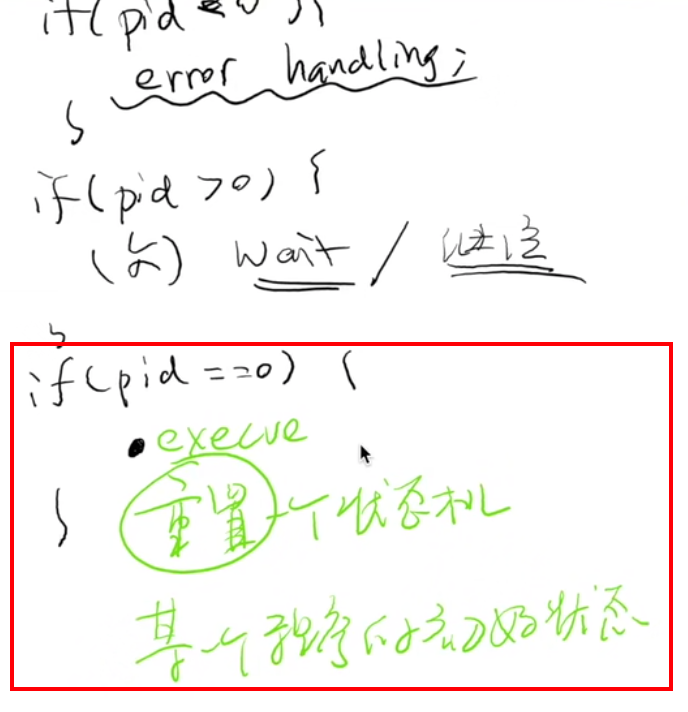 if(pid < 0){
error handling;
}
if(pid >0) {
(父) wait / 继续
}
if(pid ==0) {
• execve
重置一个状态机
}
某个程序的初始状态